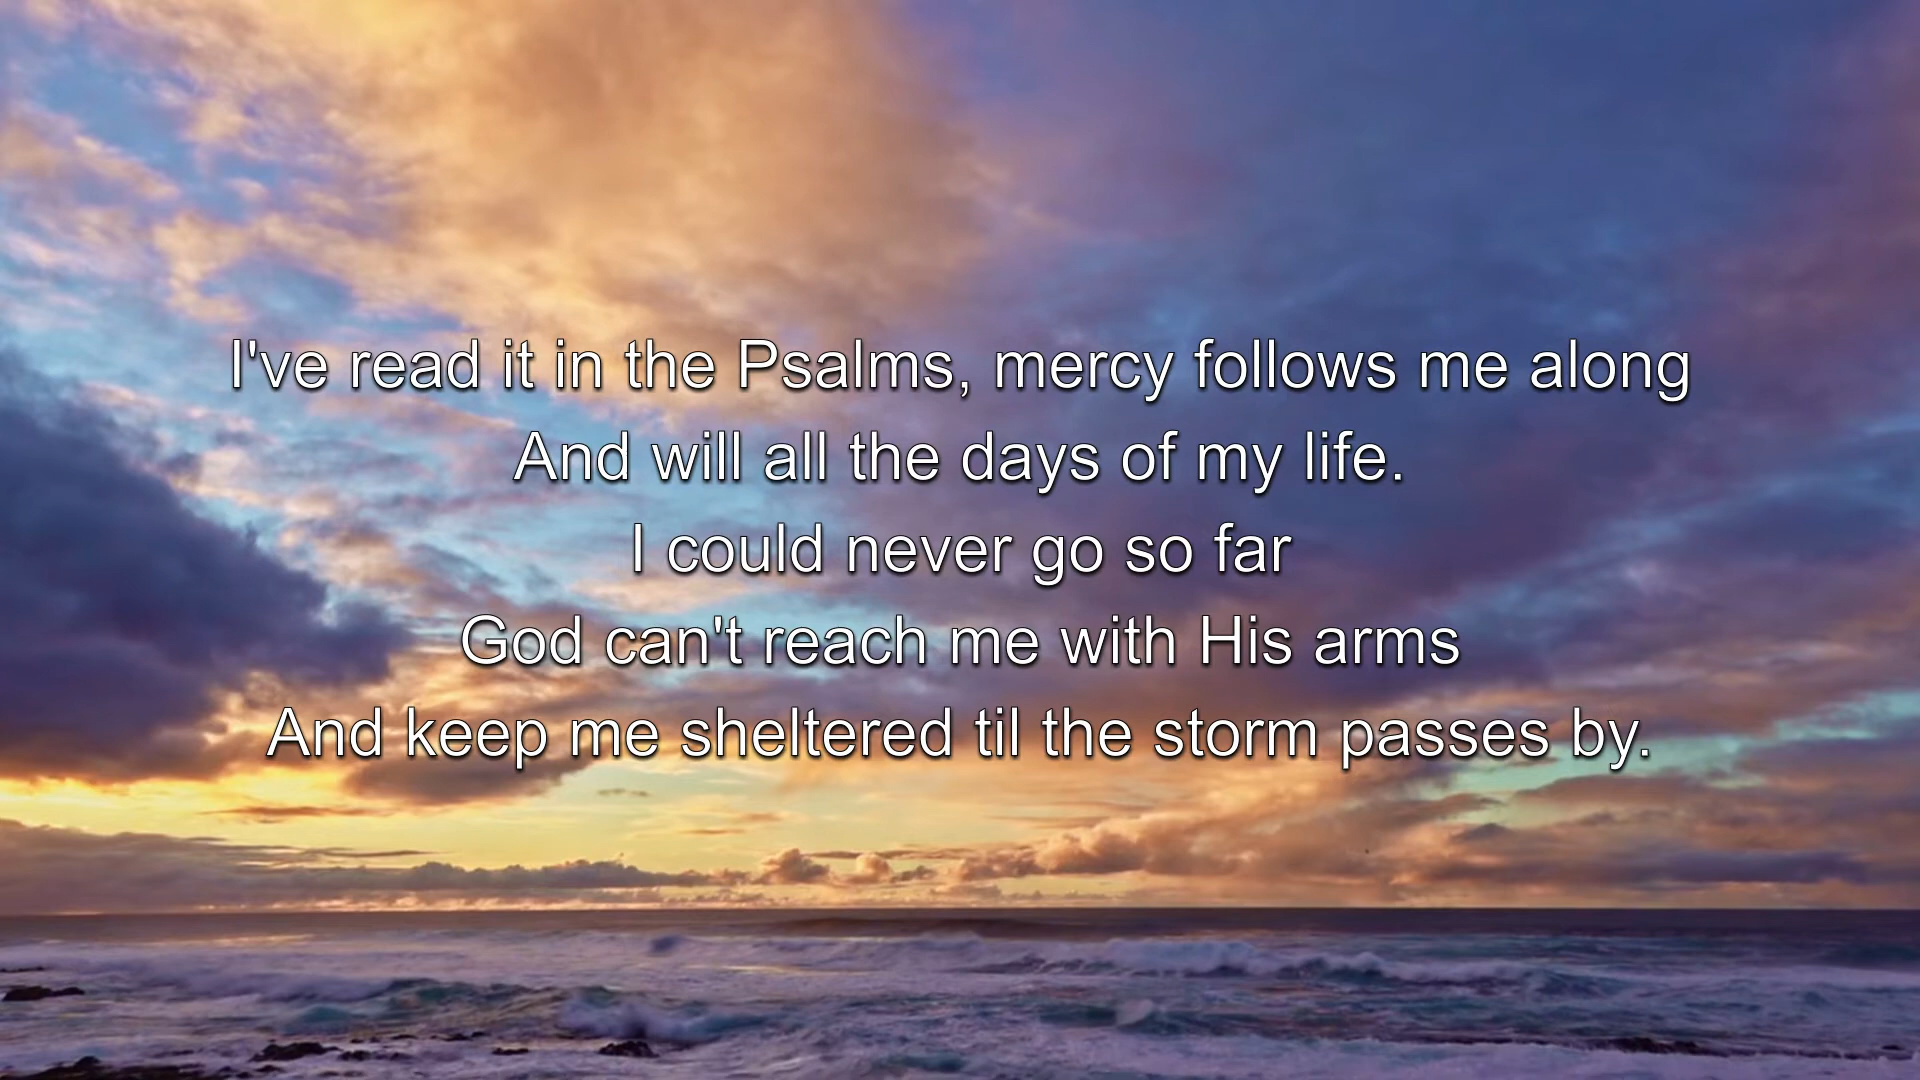 I've read it in the Psalms, mercy follows me along
And will all the days of my life.
I could never go so far
God can't reach me with His arms
And keep me sheltered til the storm passes by.